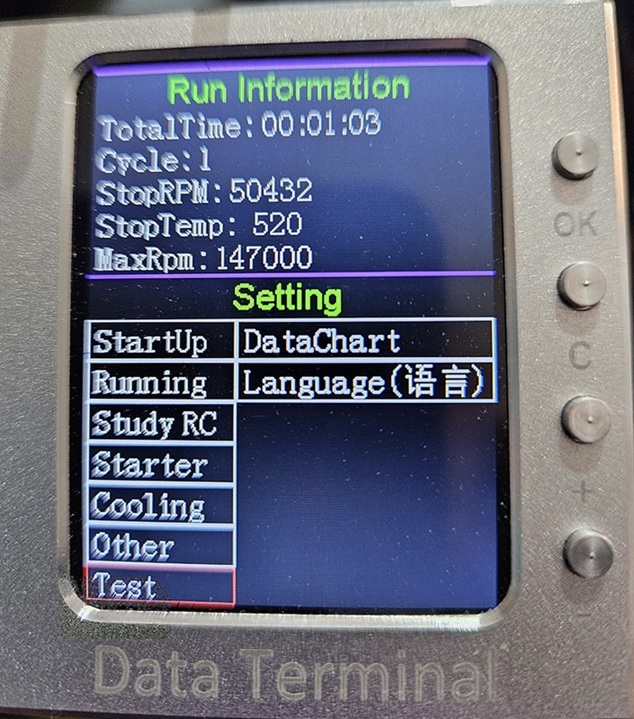 Run Information
TotalTime:00:01:03
Cycle:1
StopRPM:50432
StopTemp: 520
MaxRpm:147000
Setting
StartUp DataChart
Running Language(语言)
Study RC
Starter
Cooling
Other
Test
OK
C
+
-
Data Terminal